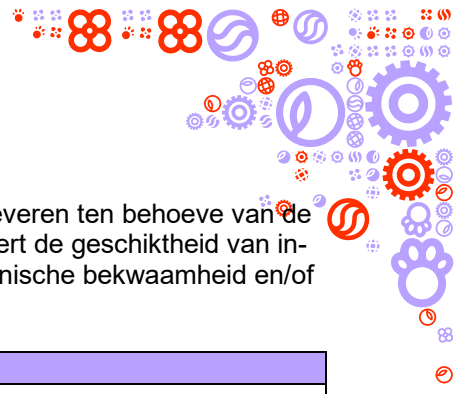 everen ten behoeve van de
ert de geschiktheid van in-
nische bekwaamheid en/of